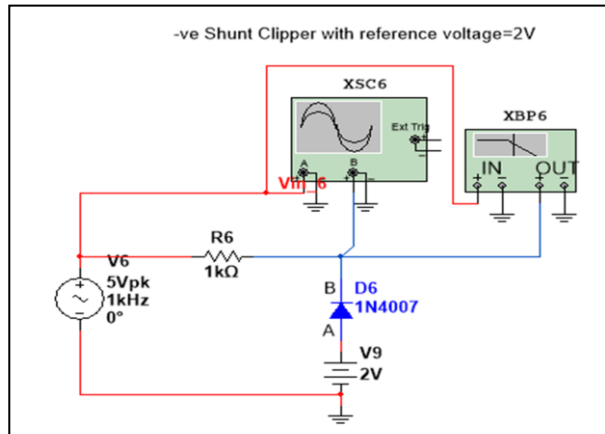 -ve Shunt Clipper with reference voltage=2V
XSC6
Ext Trig
+
-
A
B
+ - + -
XBP6
IN OUT
+ - + -
Vin_6
R6
1kΩ
V6
5Vpk
1kHz
0°
+
-
B
D6
1N4007
A
V9
2V